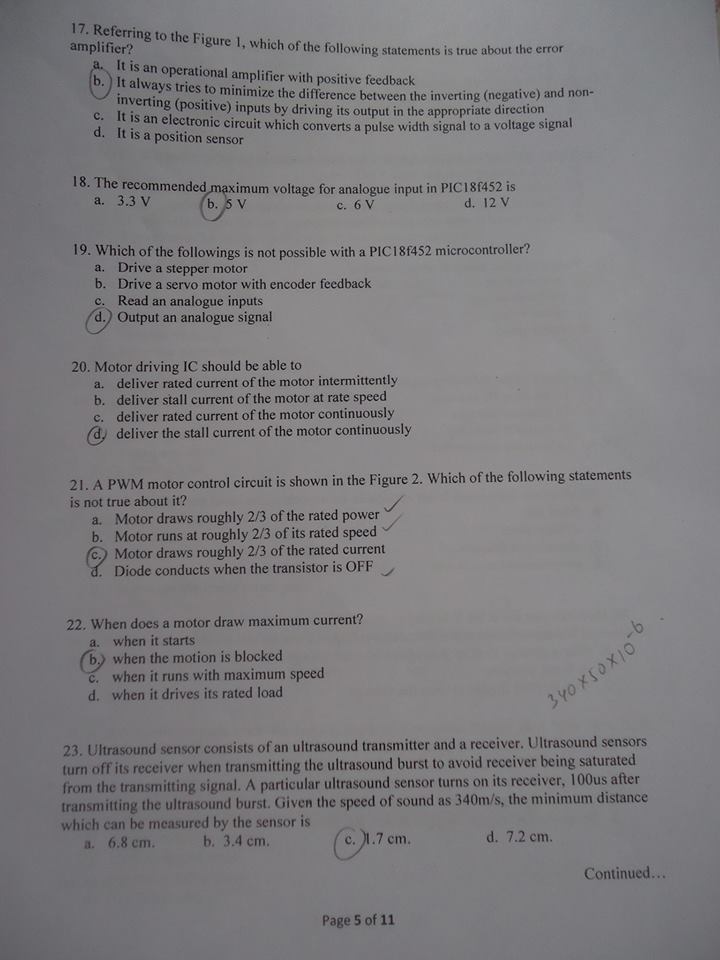 17. Referring to the Figure 1, which of the following statements is true about the error
amplifier?
a. It is an operational amplifier with positive feedback
b. It always tries to minimize the difference between the inverting (negative) and non-
inverting (positive) inputs by driving its output in the appropriate direction
c. It is an electronic circuit which converts a pulse width signal to a voltage signal
d. It is a position sensor
18. The recommended maximum voltage for analogue input in PIC18f452 is
a. 3.3 V b. 5 V c. 6 V d. 12 V
19. Which of the followings is not possible with a PIC18f452 microcontroller?
a. Drive a stepper motor
b. Drive a servo motor with encoder feedback
c. Read an analogue inputs
d. Output an analogue signal
20. Motor driving IC should be able to
a. deliver rated current of the motor intermittently
b. deliver stall current of the motor at rate speed
c. deliver rated current of the motor continuously
d. deliver the stall current of the motor continuously
21. A PWM motor control circuit is shown in the Figure 2. Which of the following statements
is not true about it?
a. Motor draws roughly 2/3 of the rated power
b. Motor runs at roughly 2/3 of its rated speed
c. Motor draws roughly 2/3 of the rated current
d. Diode conducts when the transistor is OFF
22. When does a motor draw maximum current?
a. when it starts
b. when the motion is blocked
c. when it runs with maximum speed
d. when it drives its rated load
340×50×10-6
23. Ultrasound sensor consists of an ultrasound transmitter and a receiver. Ultrasound sensors
turn off its receiver when transmitting the ultrasound burst to avoid receiver being saturated
from the transmitting signal. A particular ultrasound sensor turns on its receiver, 100us after
transmitting the ultrasound burst. Given the speed of sound as 340m/s, the minimum distance
which can be measured by the sensor is
a. 6.8 cm. b. 3.4 cm. c. 1.7 cm. d. 7.2 cm.
Continued...
Page 5 of 11